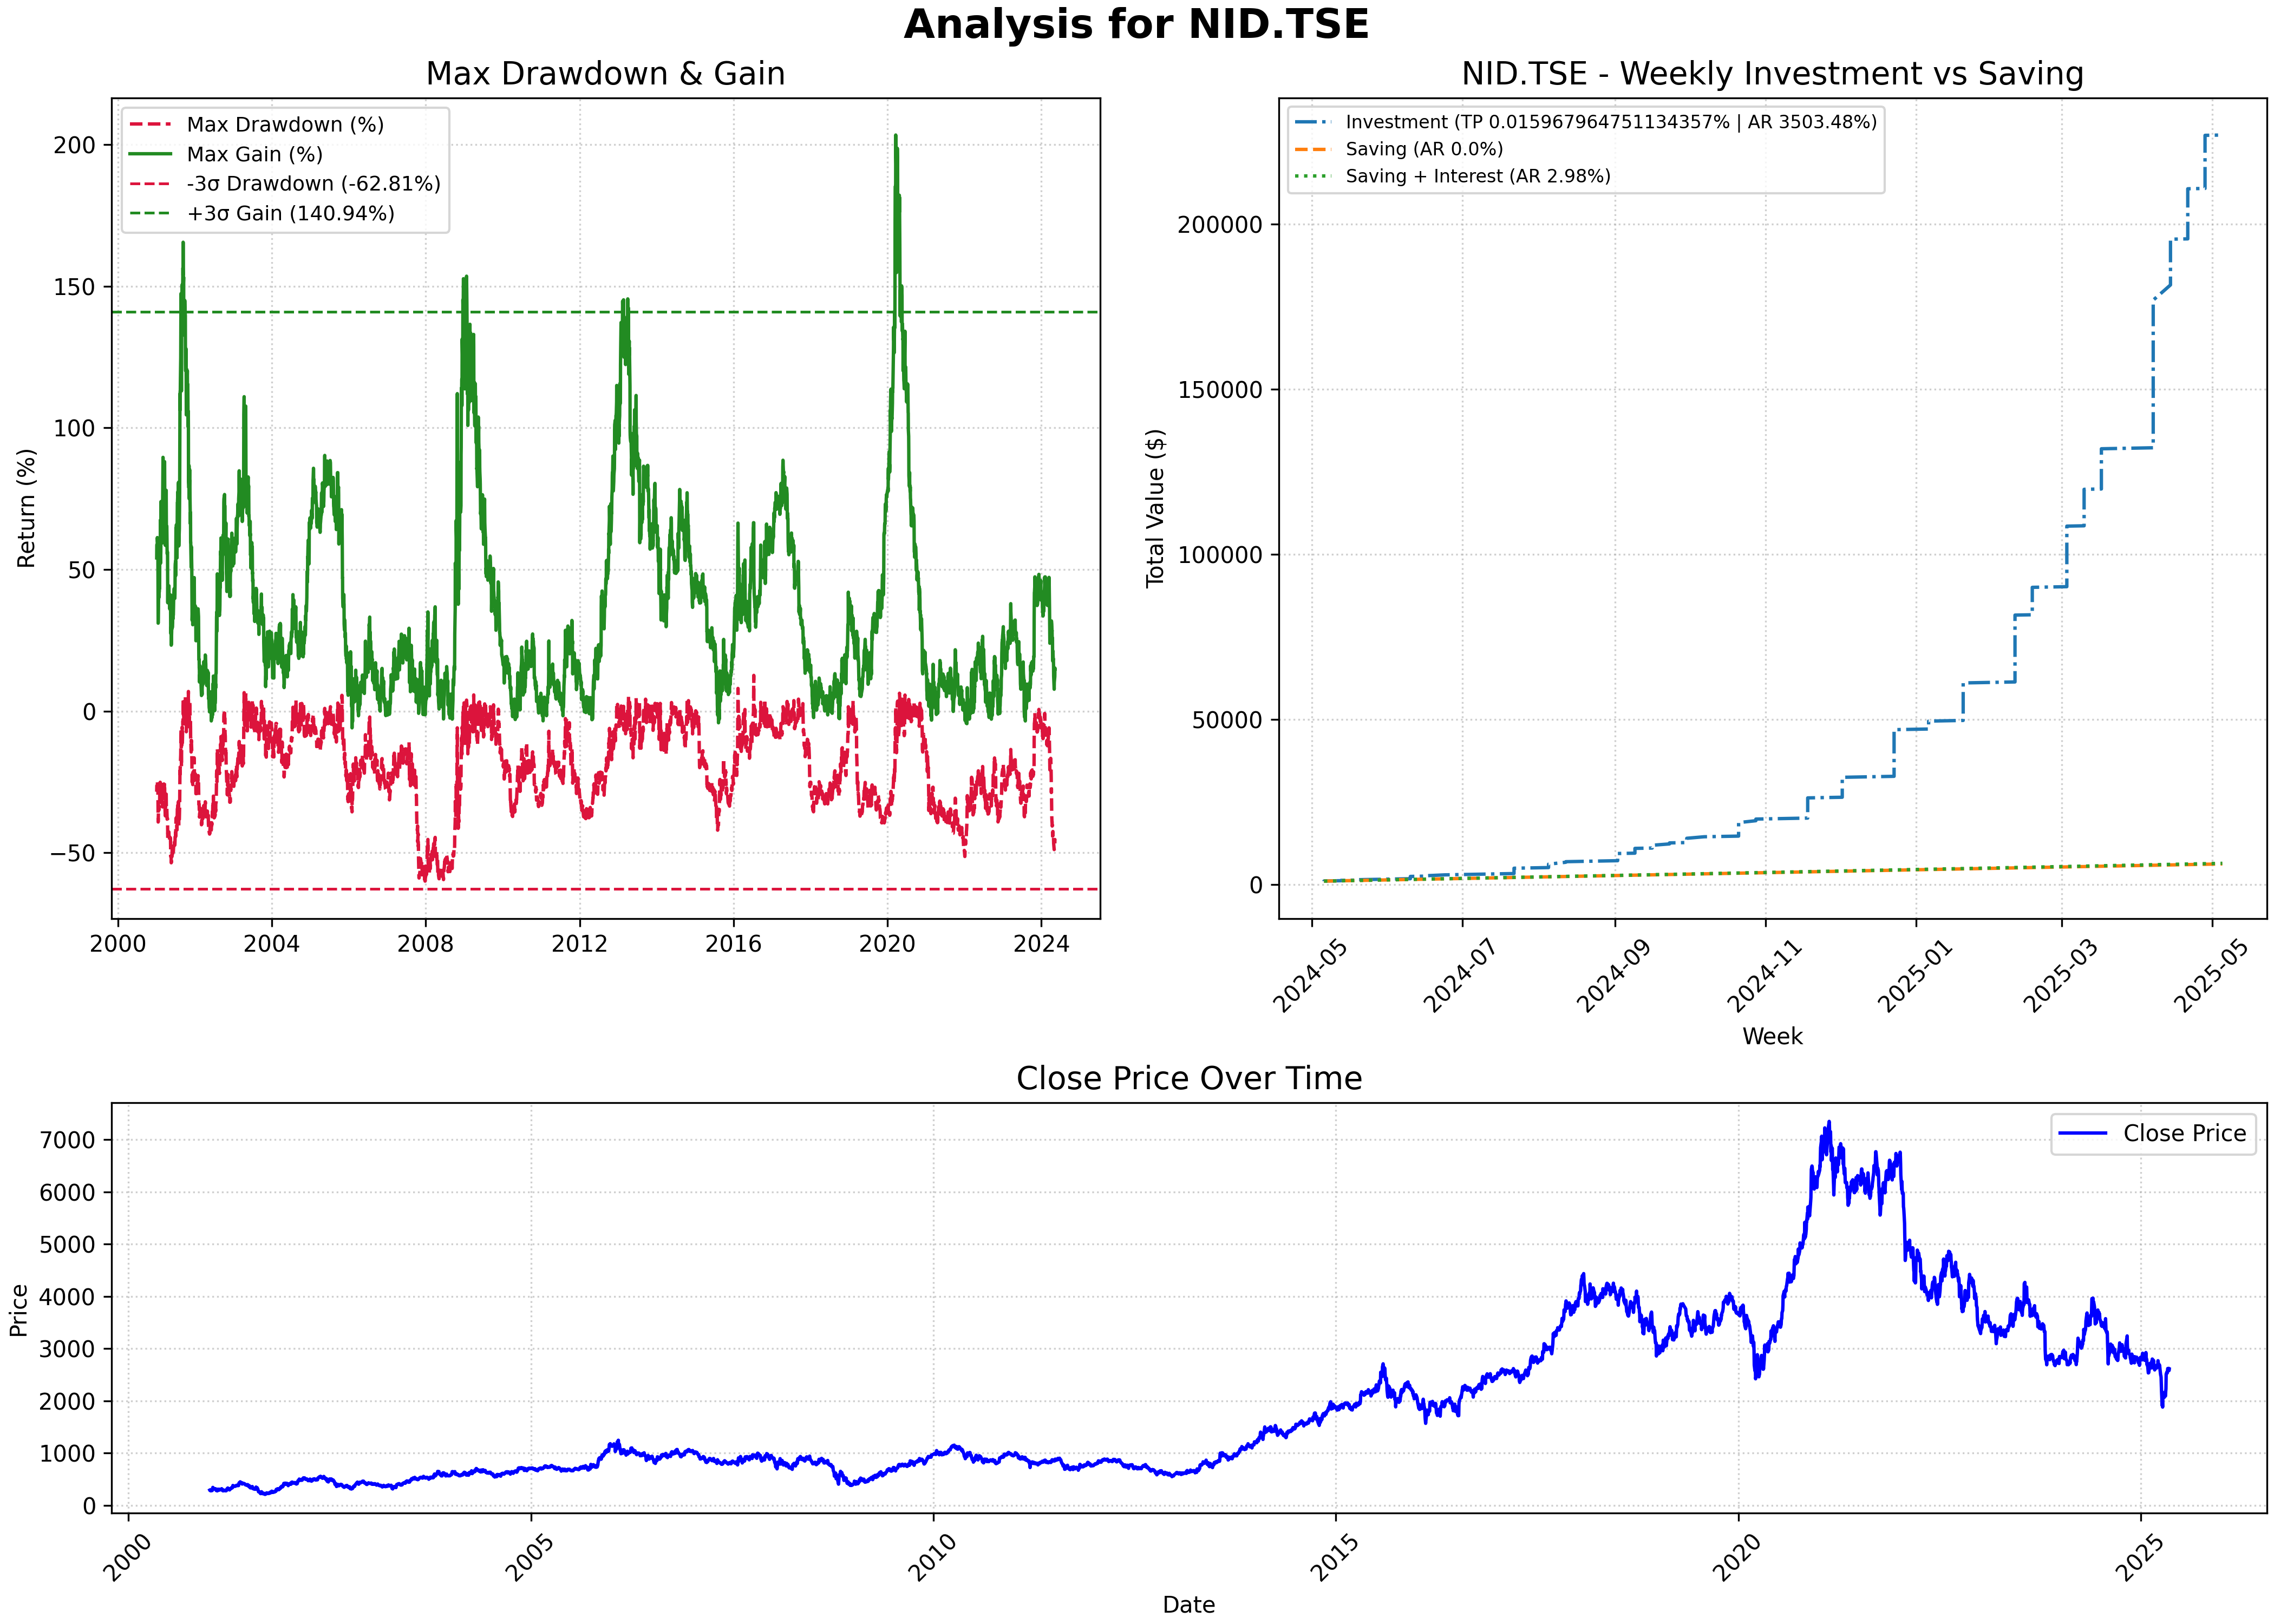 Analysis for NID.TSE
Max Drawdown & Gain
Max Drawdown (%)
Max Gain (%)
-3σ Drawdown (-62.81%)
+3σ Gain (140.94%)
Return (%)
200
150
100
50
0
−50
2000 2004 2008 2012 2016 2020 2024
NID.TSE - Weekly Investment vs Saving
Investment (TP 0.015967964751134357% | AR 3503.48%)
Saving (AR 0.0%)
Saving + Interest (AR 2.98%)
Total Value ($)
200000
150000
100000
50000
0
2024-05 2024-07 2024-09 2024-11 2025-01 2025-03 2025-05
Week
Close Price Over Time
Close Price
Price
7000
6000
5000
4000
3000
2000
1000
0
2000 2005 2010 2015 2020 2025
Date